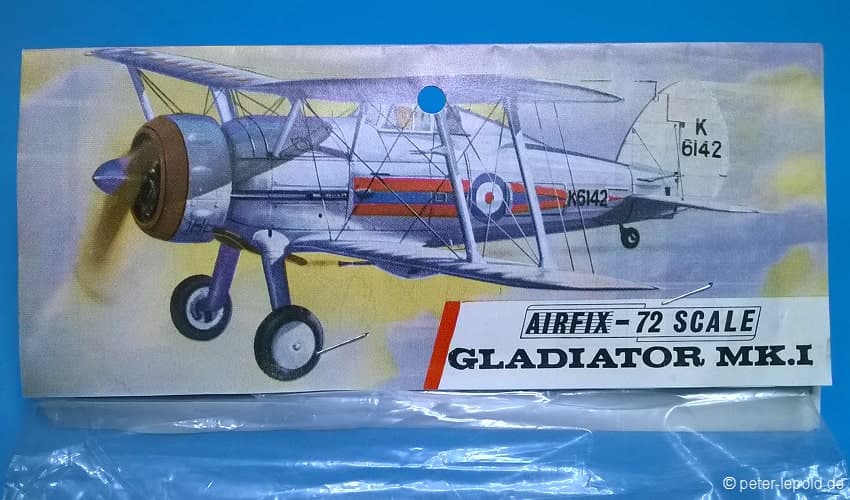 K
6142
K6142
AIRFIX-72 SCALE
GLADIATOR MK.I
© peter-lepold.de